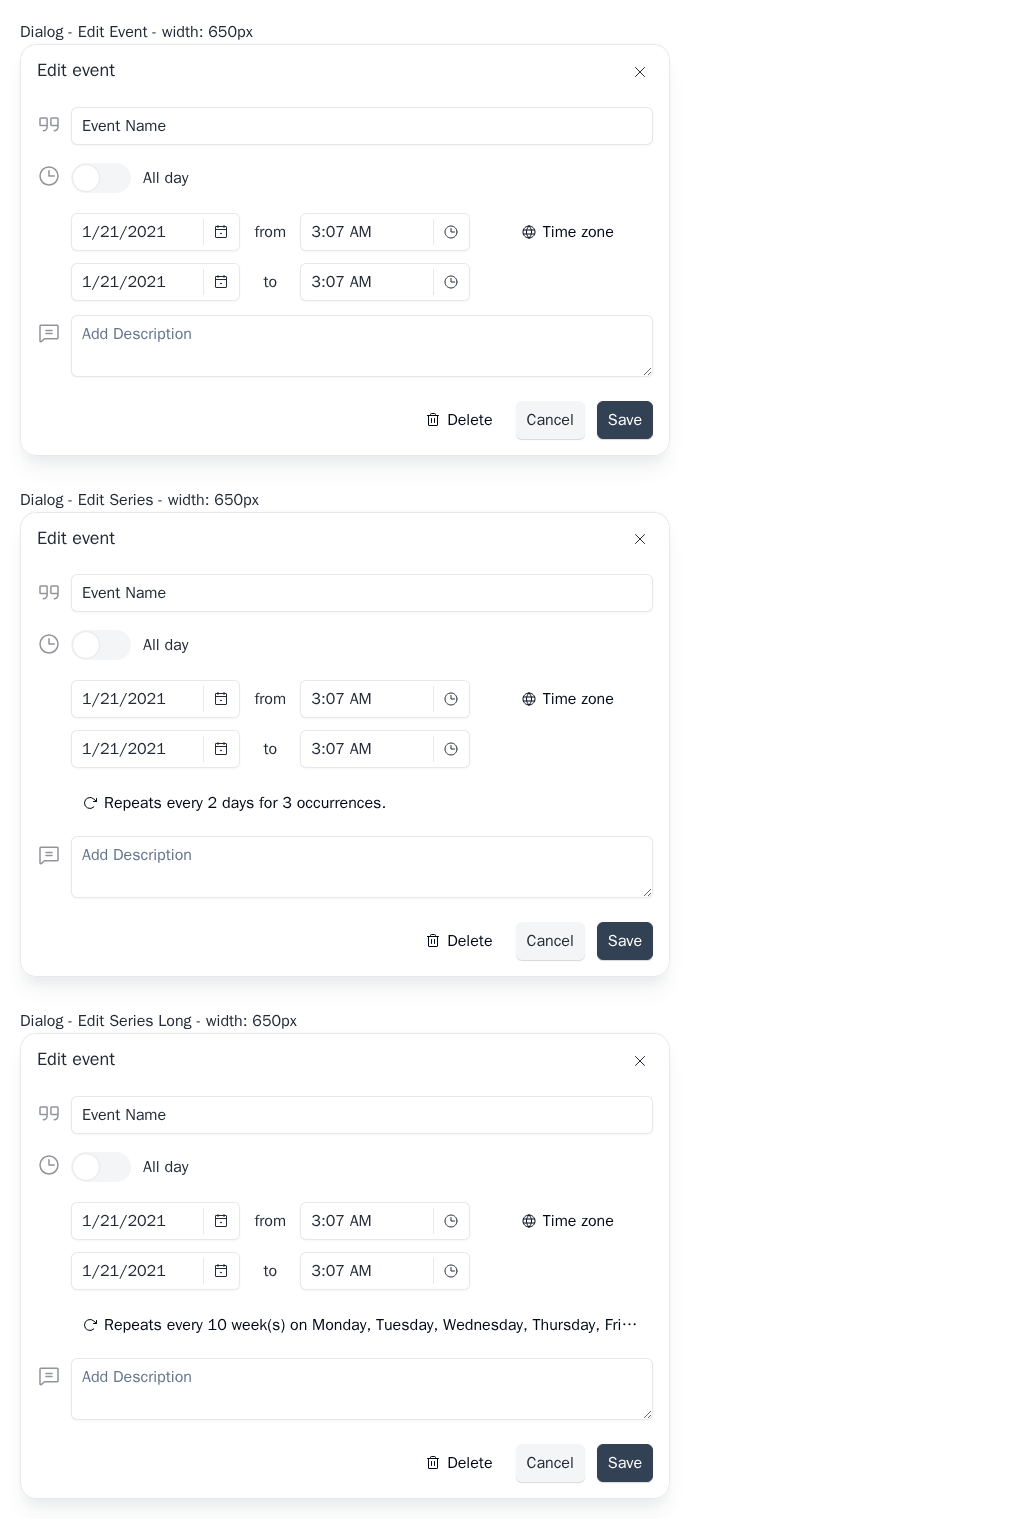 Dialog - Edit Event - width: 650px
Edit event
Event Name
All day
1/21/2021 from 3:07 AM Time zone
1/21/2021 to 3:07 AM
Add Description
Delete Cancel Save
Dialog - Edit Series - width: 650px
Edit event
Event Name
All day
1/21/2021 from 3:07 AM Time zone
1/21/2021 to 3:07 AM
Repeats every 2 days for 3 occurrences.
Add Description
Delete Cancel Save
Dialog - Edit Series Long - width: 650px
Edit event
Event Name
All day
1/21/2021 from 3:07 AM Time zone
1/21/2021 to 3:07 AM
Repeats every 10 week(s) on Monday, Tuesday, Wednesday, Thursday, Fri...
Add Description
Delete Cancel Save